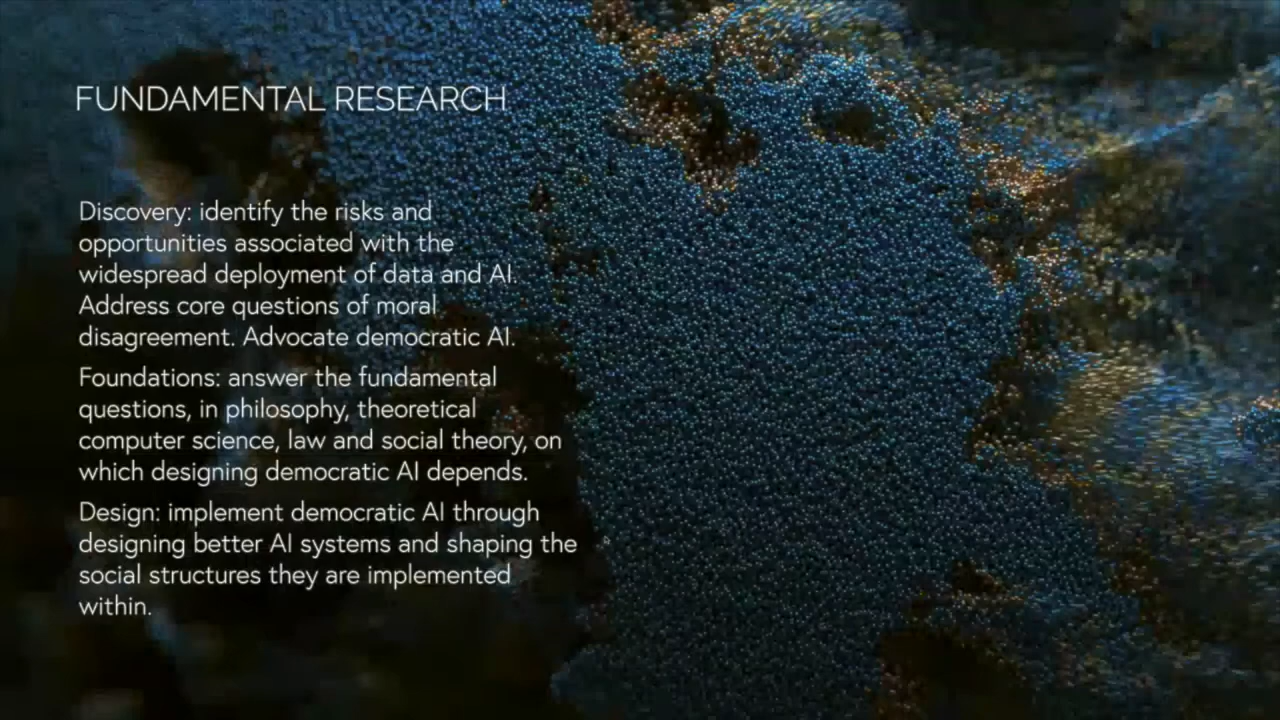 FUNDAMENTAL RESEARCH
Discovery: identify the risks and
opportunities associated with the
widespread deployment of data and AI.
Address core questions of moral
disagreement. Advocate democratic AI.
Foundations: answer the fundamental
questions, in philosophy, theoretical
computer science, law and social theory, on
which designing democratic AI depends.
Design: implement democratic AI through
designing better AI systems and shaping the
social structures they are implemented
within.